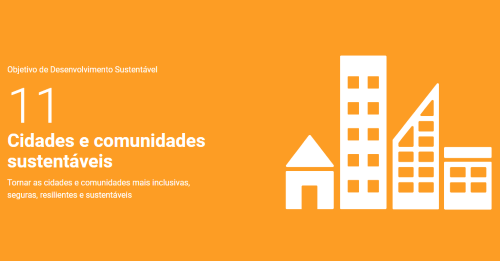 Objetivo de Desenvolvimento Sustentável
11
Cidades e comunidades
sustentáveis
Tornar as cidades e comunidades mais inclusivas,
seguras, resilientes e sustentáveis